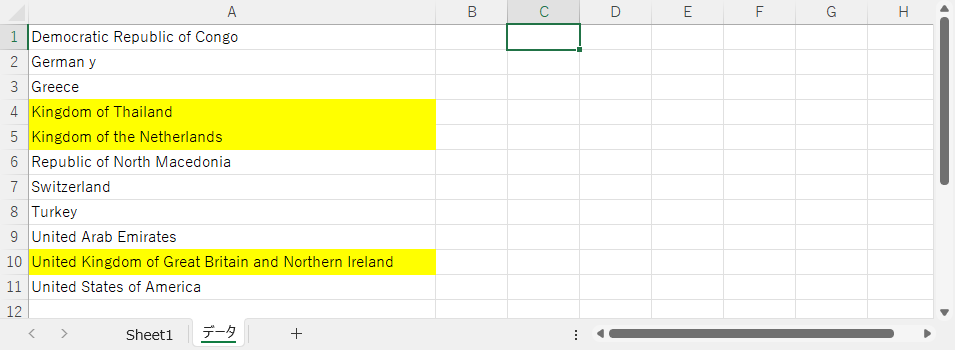 A B C D E F G H
1 Democratic Republic of Congo
2 German y
3 Greece
4 Kingdom of Thailand
5 Kingdom of the Netherlands
6 Republic of North Macedonia
7 Switzerland
8 Turkey
9 United Arab Emirates
10 United Kingdom of Great Britain and Northern Ireland
11 United States of America
12
Sheet1 データ